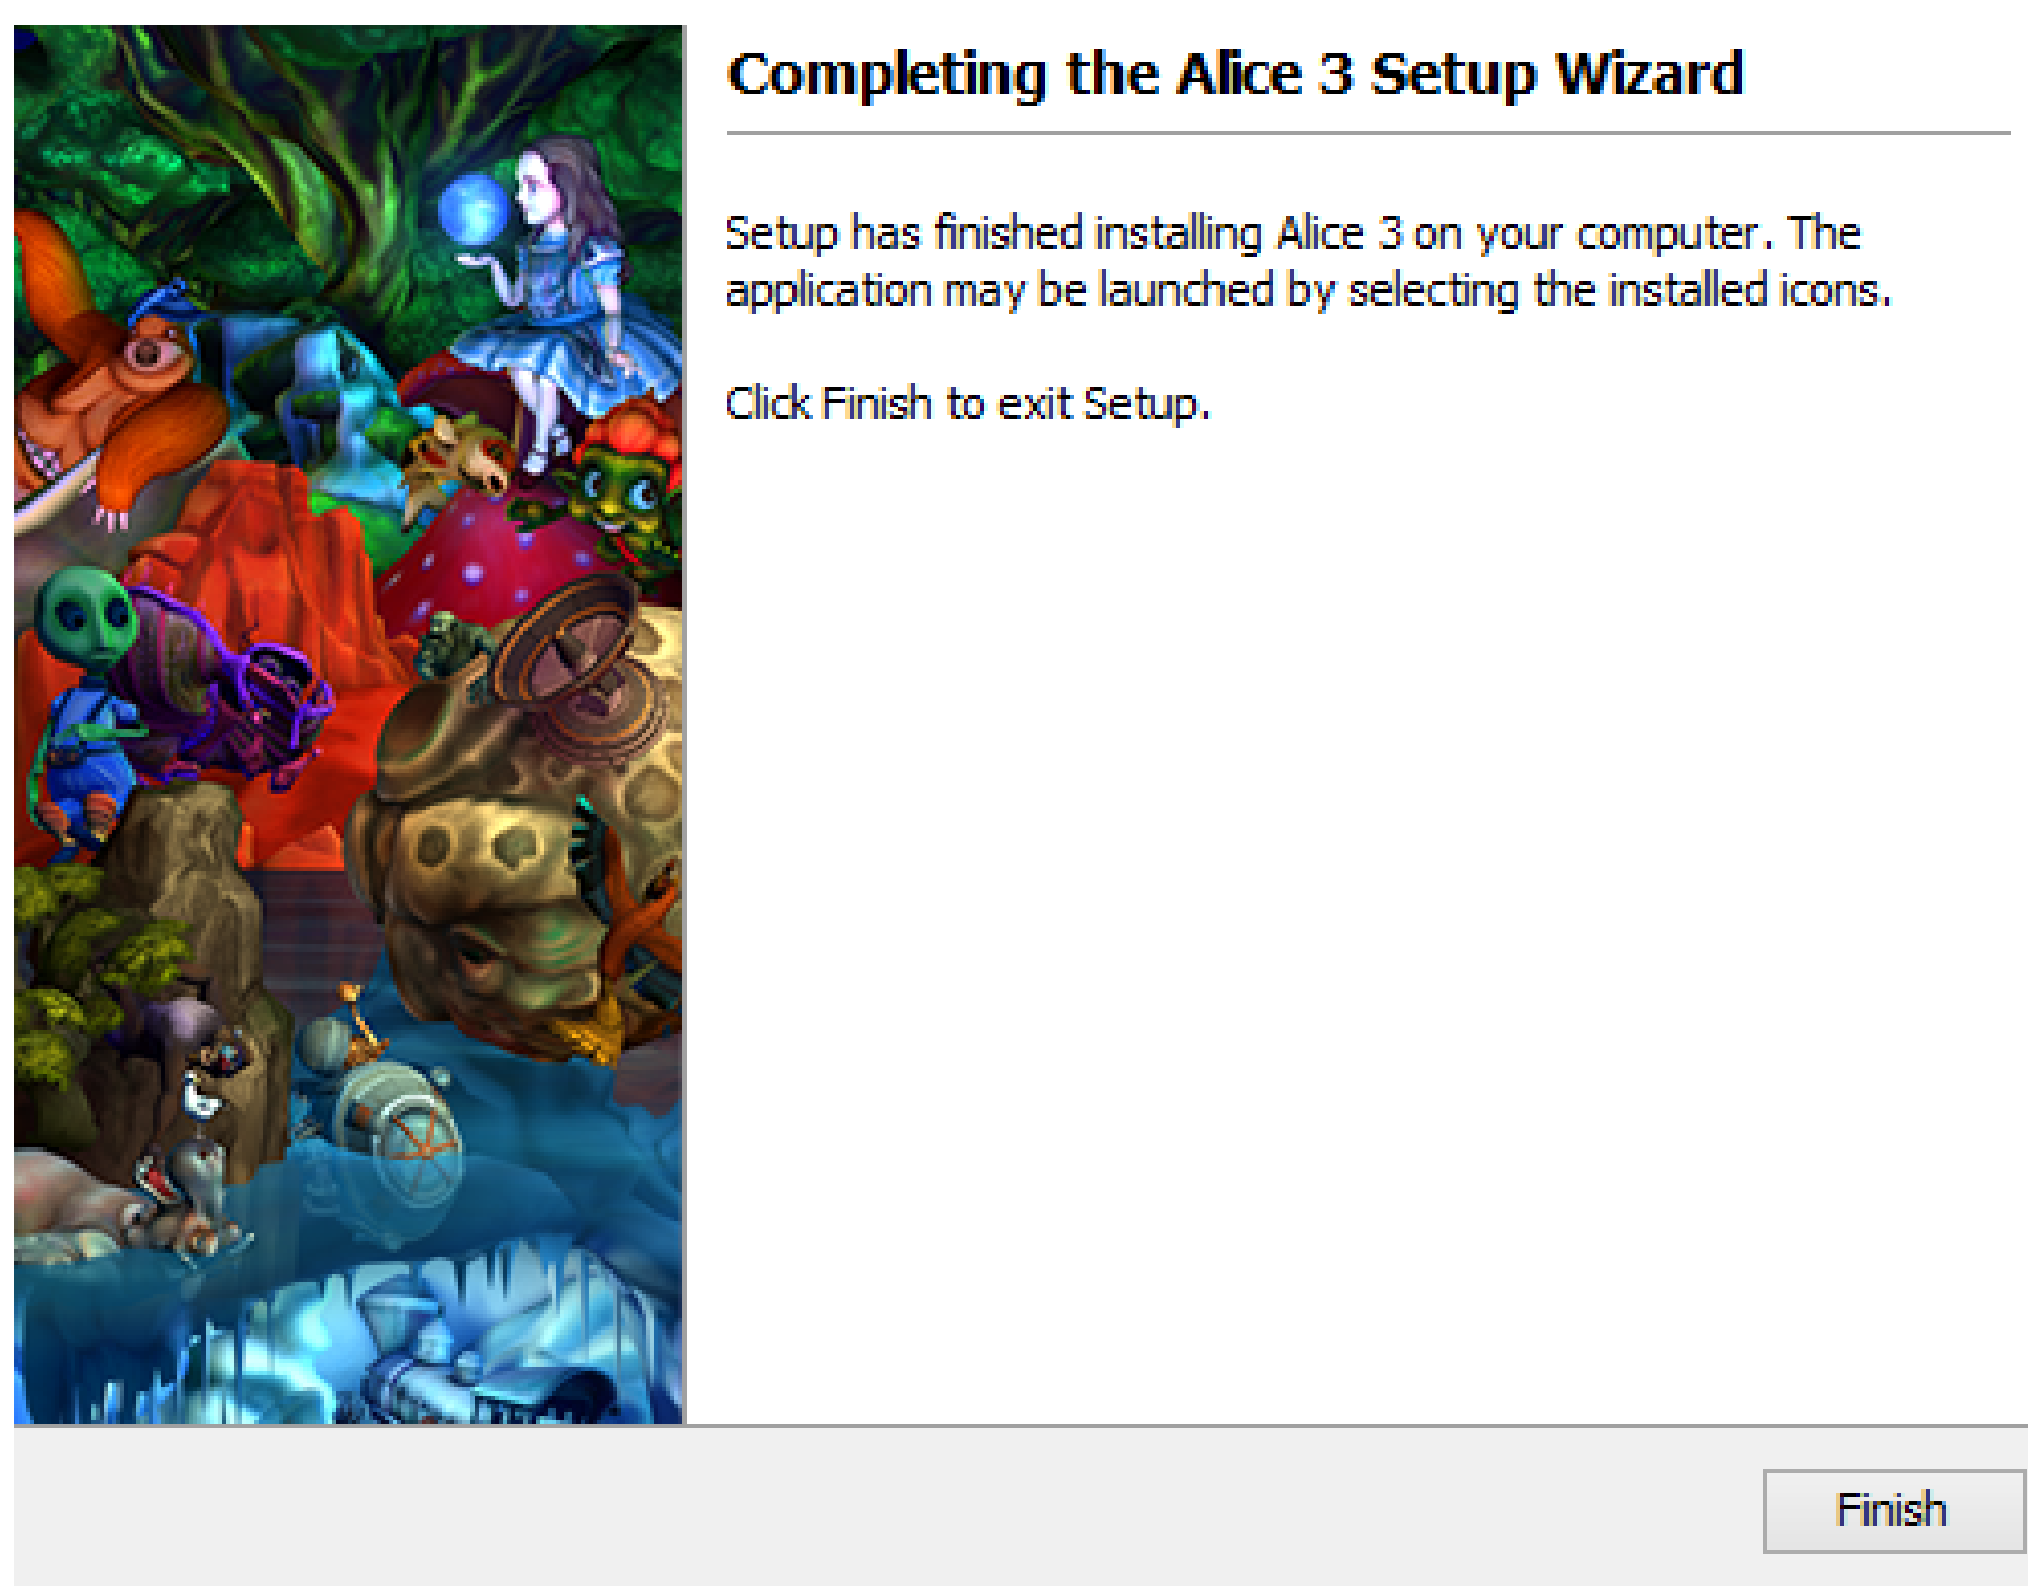 Completing the Alice 3 Setup Wizard
Setup has finished installing Alice 3 on your computer. The
application may be launched by selecting the installed icons.
Click Finish to exit Setup.
Finish